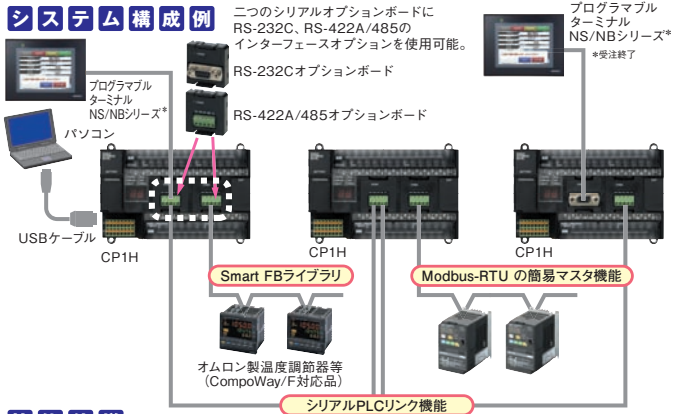 システム構成例
二つのシリアルオプションボードに
RS-232C、RS-422A/485の
インターフェースオプションを使用可能。
RS-232Cオプションボード
RS-422A/485オプションボード
プログラマブル
ターミナル
NS/NBシリーズ*
*受注終了
プログラマブル
ターミナル
NS/NBシリーズ*
パソコン
USBケーブル
CP1H
CP1H
CP1H
Smart FBライブラリ
Modbus-RTU の簡易マスタ機能
オムロン製温度調節器等
（CompoWay/F対応品）
シリアルPLCリンク機能